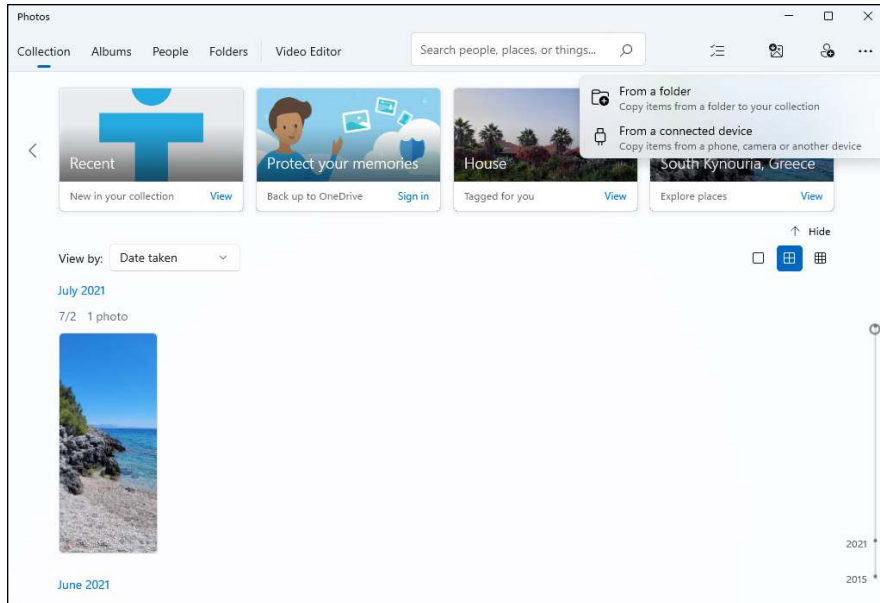 Photos
Collection Albums People Folders Video Editor Search people, places, or things...
From a folder
Copy items from a folder to your collection
From a connected device
Copy items from a phone, camera or another device
Recent
New in your collection View
Protect your memories
Back up to OneDrive Sign in
House
Tagged for you View
South Kynouria, Greece
Explore places View
Hide
View by: Date taken
July 2021
7/2 1 photo
2021
2015
June 2021